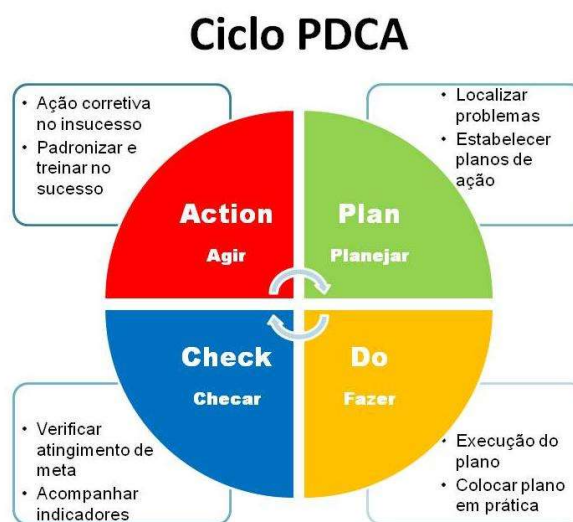 Ciclo PDCA
• Ação corretiva
no insucesso
• Padronizar e
treinar no
sucesso
• Localizar
problemas
• Estabelecer
planos de
ação
Action
Agir
Plan
Planejar
Check
Checar
Do
Fazer
• Verificar
atingimento de
meta
• Acompanhar
indicadores
• Execução do
plano
• Colocar plano
em prática